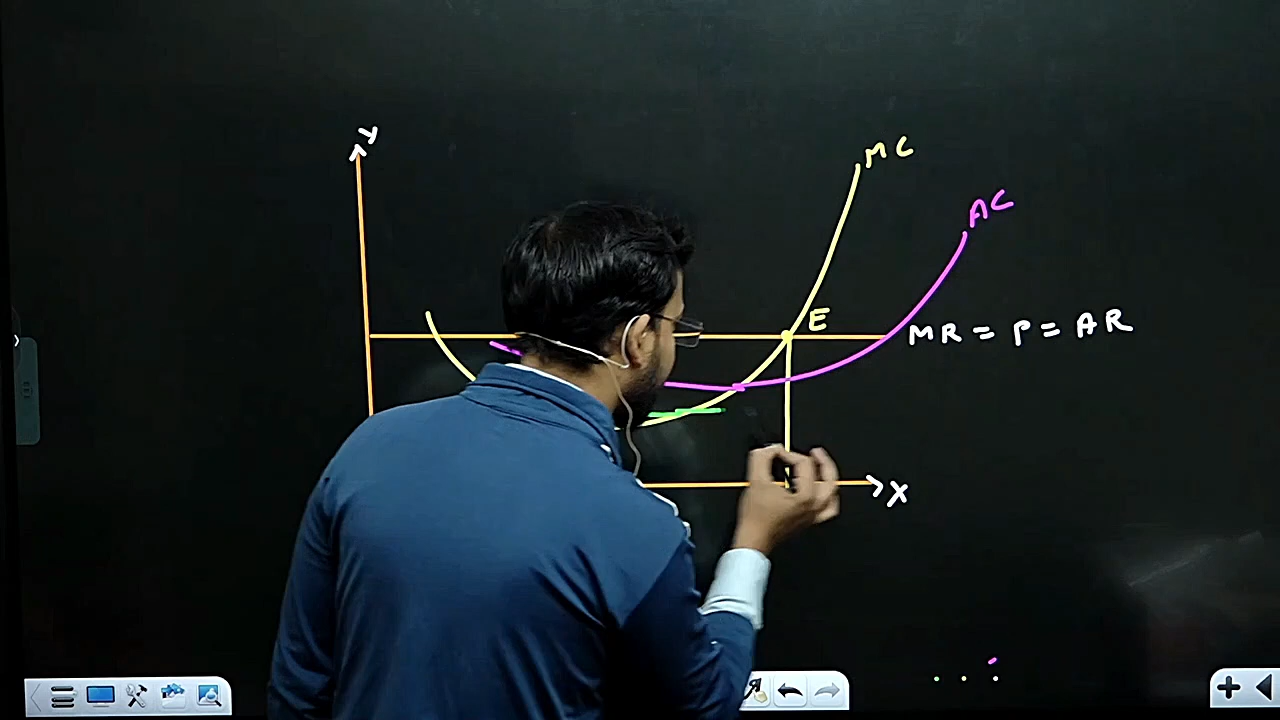 y
MC
AC
E
MR = P = AR
X